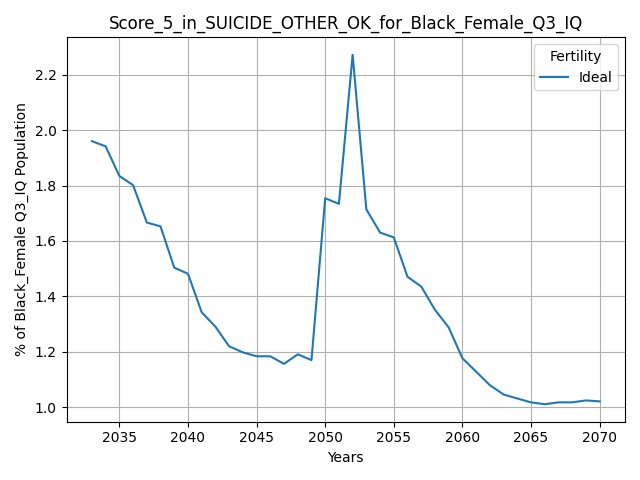 Score_5_in_SUICIDE_OTHER_OK_for_Black_Female_Q3_IQ
Fertility
Ideal
% of Black_Female Q3_IQ Population
2.2
2.0
1.8
1.6
1.4
1.2
1.0
2035 2040 2045 2050 2055 2060 2065 2070
Years